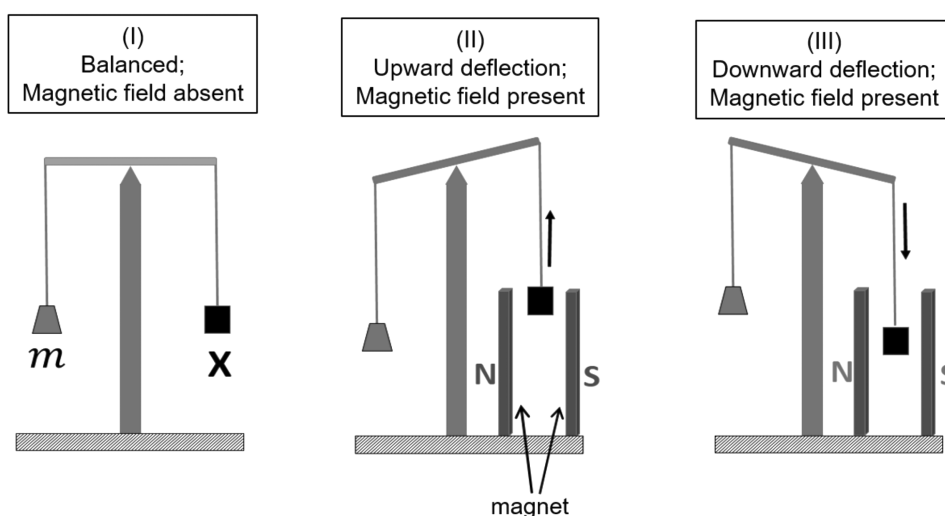 (I)
Balanced;
Magnetic field absent
(II)
Upward deflection;
Magnetic field present
(III)
Downward deflection;
Magnetic field present
m
X
N
S
N
S
magnet